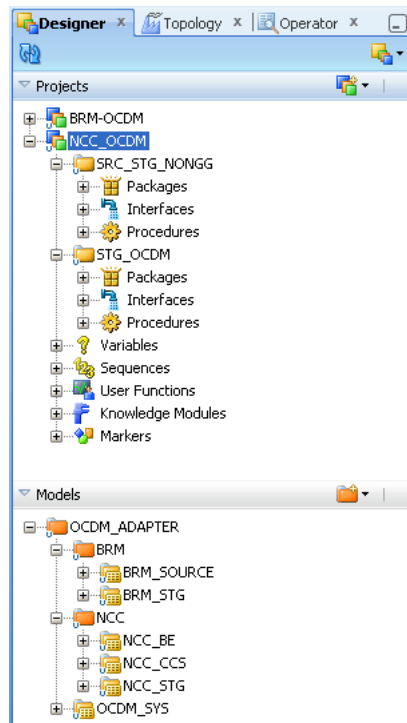 Designer x Topology x Operator x
Projects
BRM-OCDM
NCC_OCDM
SRC_STG_NONGG
Packages
Interfaces
Procedures
STG_OCDM
Packages
Interfaces
Procedures
Variables
Sequences
User Functions
Knowledge Modules
Markers
Models
OCDM_ADAPTER
BRM
BRM_SOURCE
BRM_STG
NCC
NCC_BE
NCC_CCS
NCC_STG
OCDM_SYS